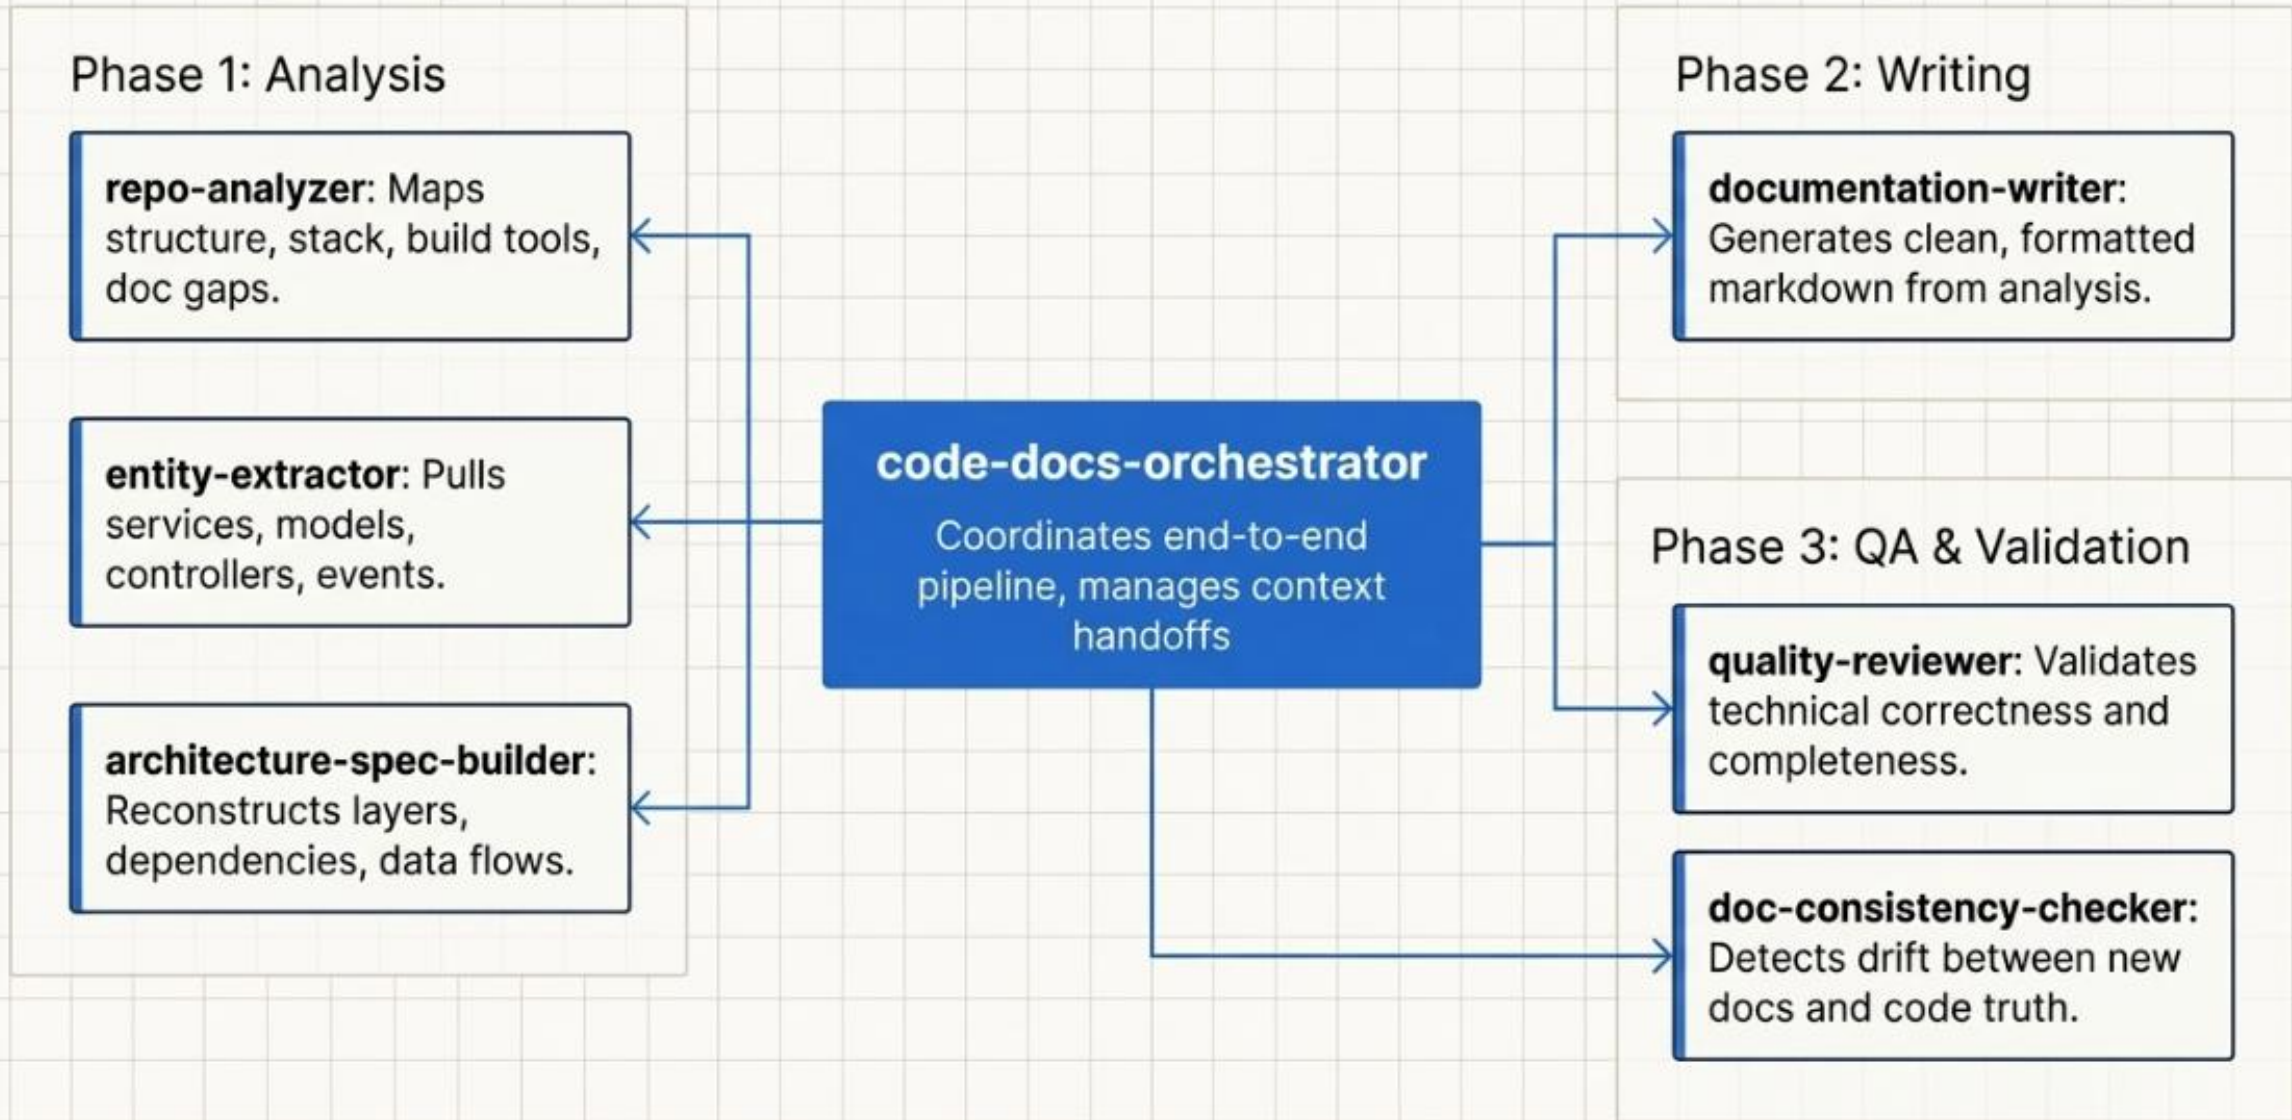 Phase 1: Analysis
repo-analyzer: Maps
structure, stack, build tools,
doc gaps.
entity-extractor: Pulls
services, models,
controllers, events.
architecture-spec-builder:
Reconstructs layers,
dependencies, data flows.
code-docs-orchestrator
Coordinates end-to-end
pipeline, manages context
handoffs
Phase 2: Writing
documentation-writer:
Generates clean, formatted
markdown from analysis.
Phase 3: QA & Validation
quality-reviewer: Validates
technical correctness and
completeness.
doc-consistency-checker:
Detects drift between new
docs and code truth.